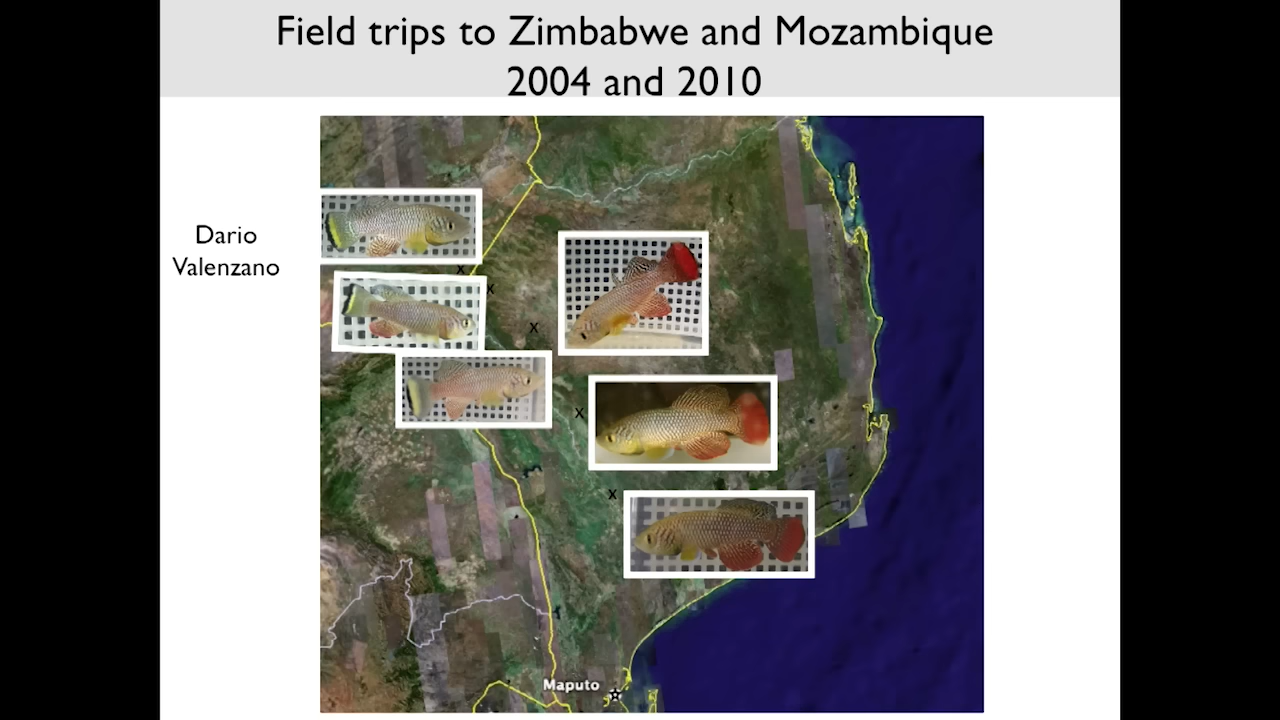 Field trips to Zimbabwe and Mozambique
2004 and 2010
Dario
Valenzano
x
x
x
x
x
Maputo